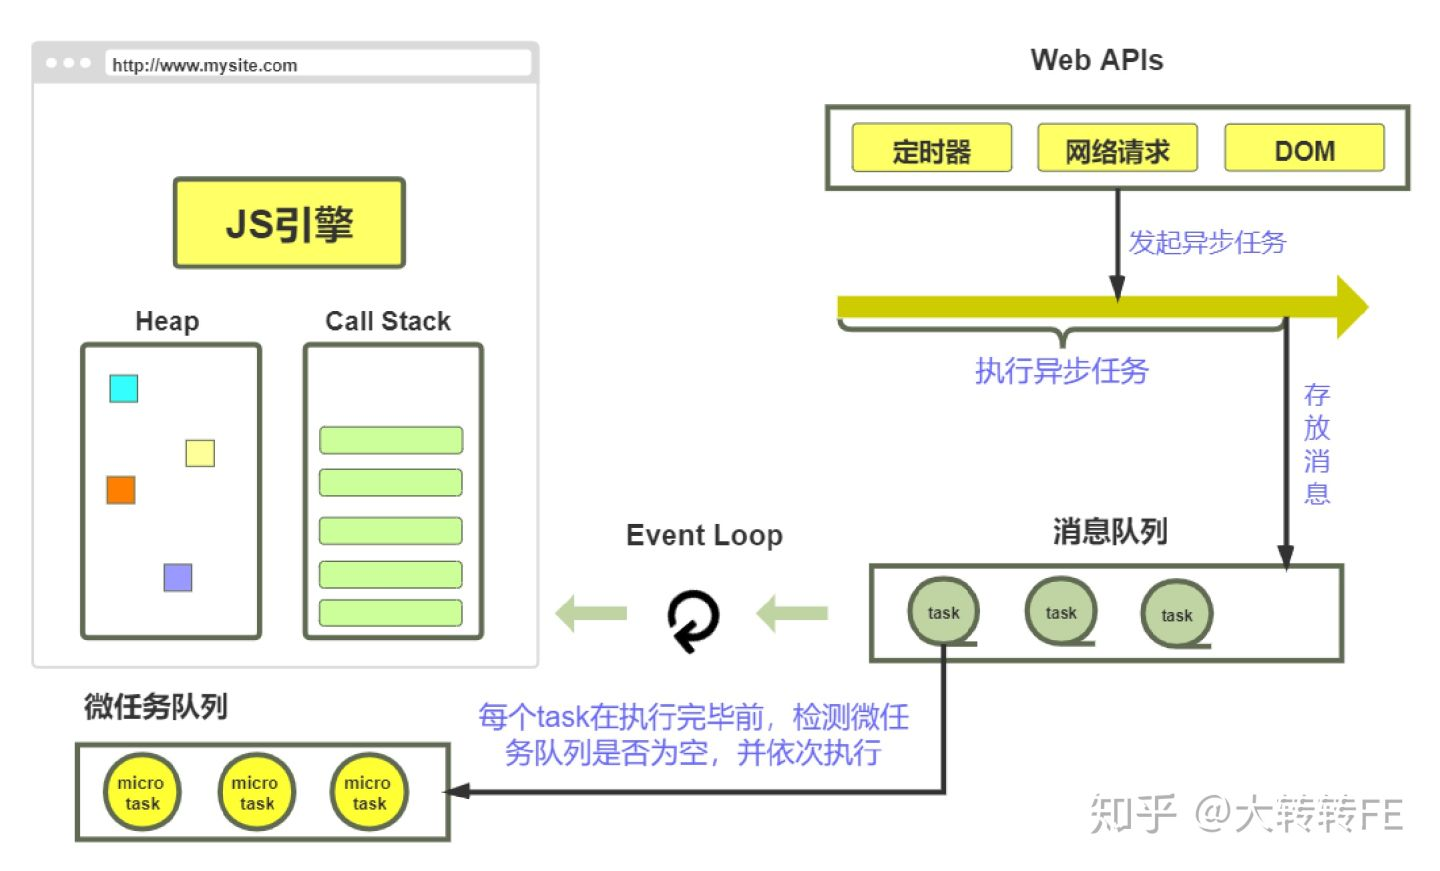 http://www.mysite.com
JS引擎
Heap
Call Stack
Web APIs
定时器
网络请求
DOM
发起异步任务
执行异步任务
存放消息
Event Loop
消息队列
task
task
task
微任务队列
每个task在执行完毕前，检测微任
务队列是否为空，并依次执行
micro
task
micro
task
micro
task
知乎 @大转转FE